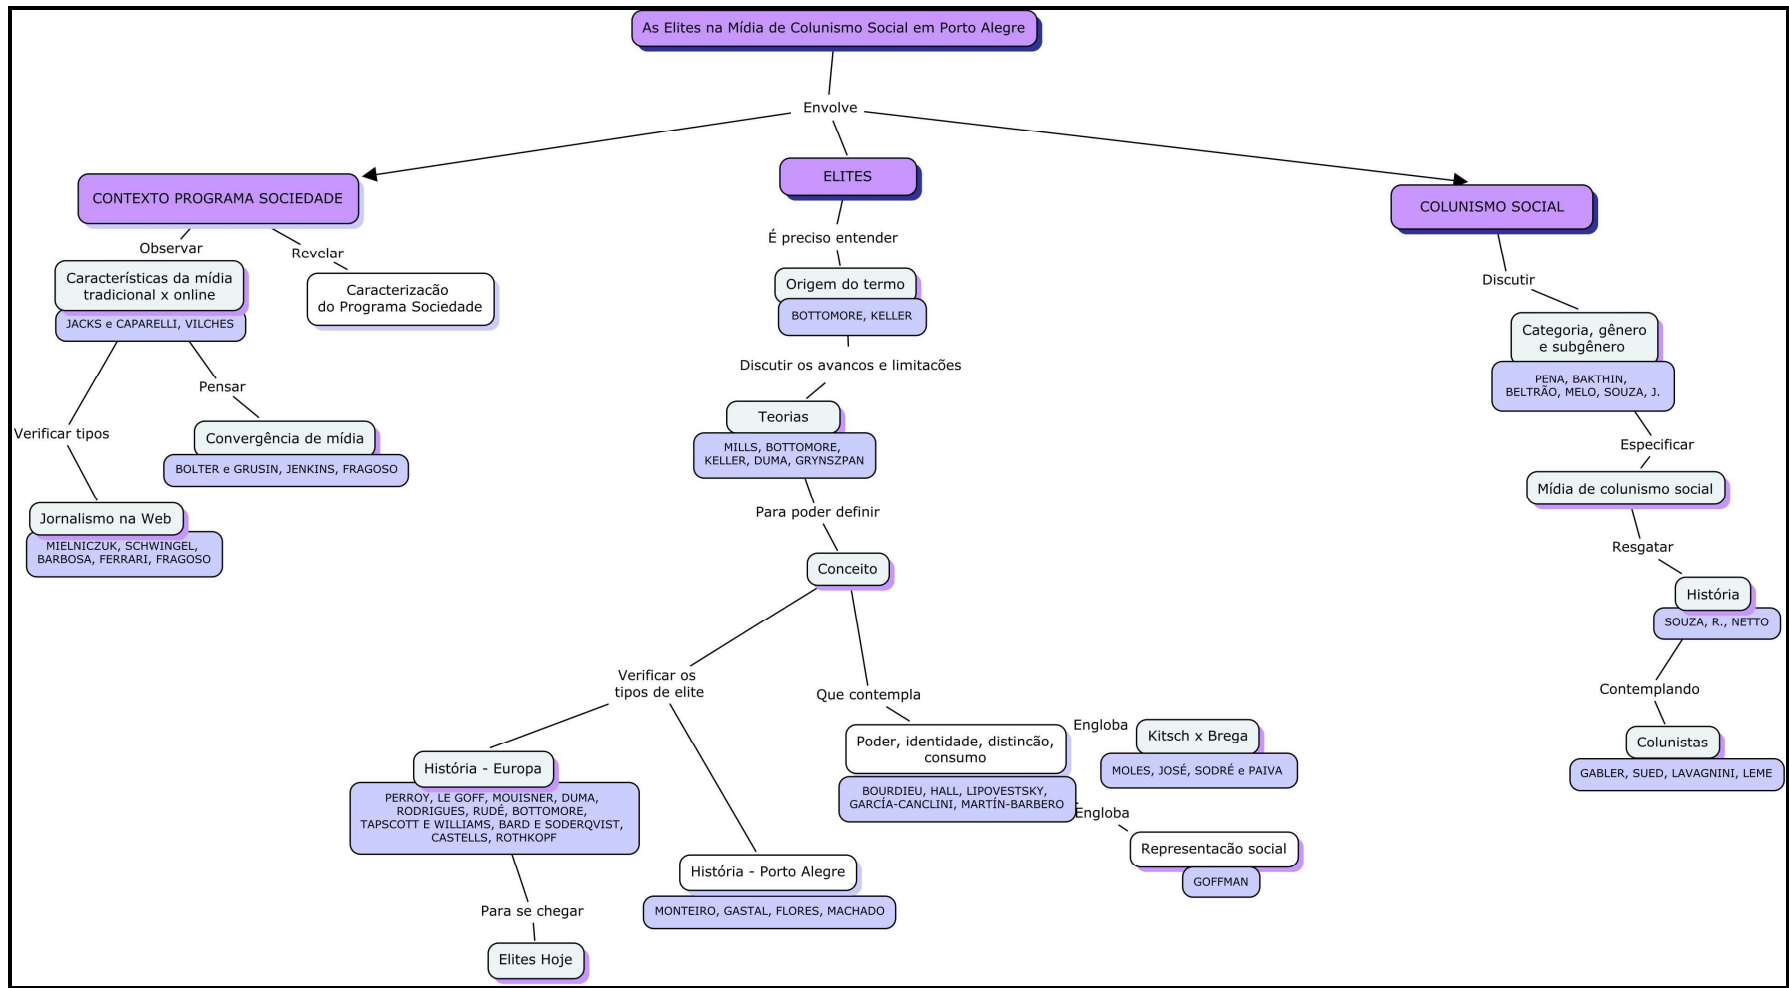 As Elites na Mídia de Colunismo Social em Porto Alegre
Envolve
CONTEXTO PROGRAMA SOCIEDADE
Observar
Revelar
Características da mídia
tradicional x online
JACKS e CAPARELLI, VILCHES
Caracterizacão
do Programa Sociedade
Pensar
Verificar tipos
Convergência de mídia
BOLTER e GRUSIN, JENKINS, FRAGOSO
Jornalismo na Web
MIELNICZUK, SCHWINGEL,
BARBOSA, FERRARI, FRAGOSO
ELITES
É preciso entender
Origem do termo
BOTTOMORE, KELLER
Discutir os avancos e limitacões
Teorias
MILLS, BOTTOMORE,
KELLER, DUMA, GRYNSZPAN
Para poder definir
Conceito
Verificar os
tipos de elite
História - Europa
PERROY, LE GOFF, MOUISNER, DUMA,
RODRIGUES, RUDÉ, BOTTOMORE,
TAPSCOTT E WILLIAMS, BARD E SODERQVIST,
CASTELLS, ROTHKOPF
Para se chegar
Elites Hoje
História - Porto Alegre
MONTEIRO, GASTAL, FLORES, MACHADO
Que contempla
Poder, identidade, distincão,
consumo
BOURDIEU, HALL, LIPOVESTSKY,
GARCÍA-CANCLINI, MARTÍN-BARBERO
Engloba
Kitsch x Brega
MOLES, JOSÉ, SODRÉ e PAIVA
Engloba
Representacão social
GOFFMAN
COLUNISMO SOCIAL
Discutir
Categoria, gênero
e subgênero
PENA, BAKTHIN,
BELTRÃO, MELO, SOUZA, J.
Especificar
Mídia de colunismo social
Resgatar
História
SOUZA, R., NETTO
Contemplando
Colunistas
GABLER, SUED, LAVAGNINI, LEME